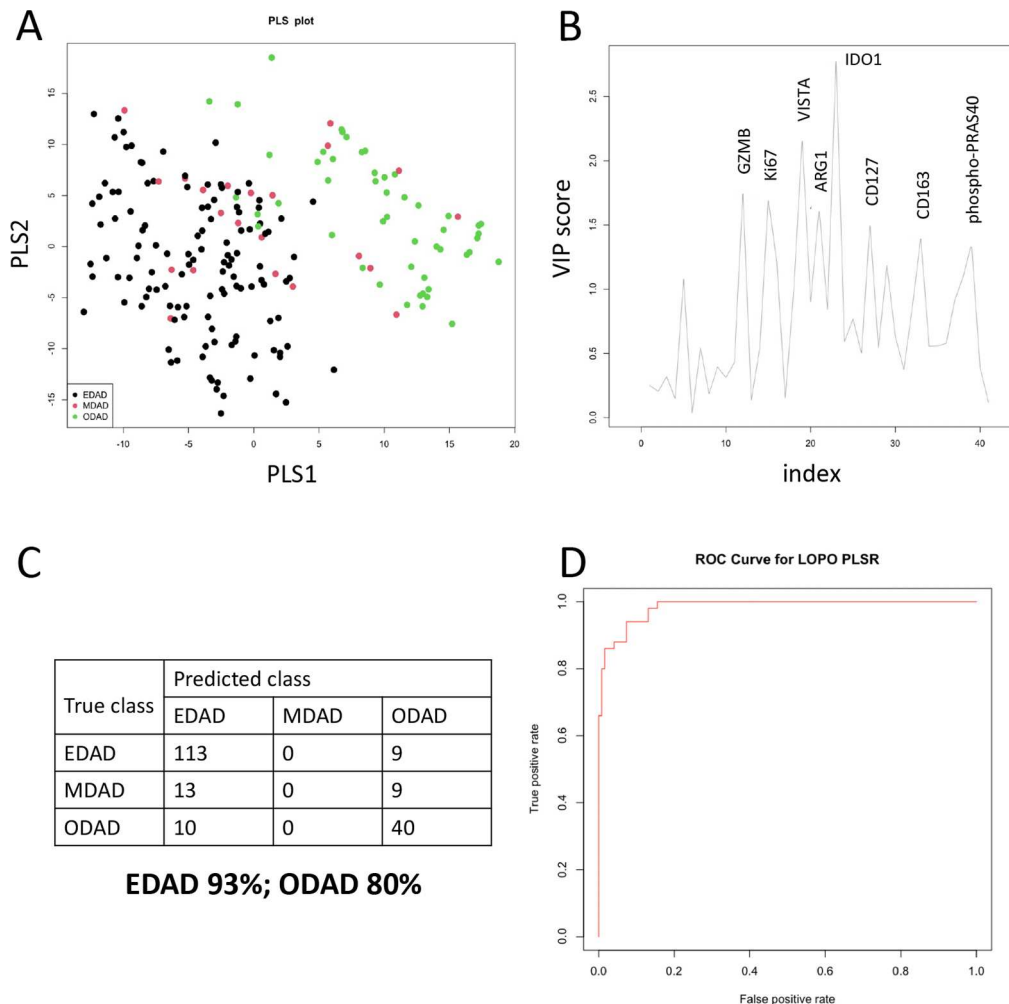 A
PLS plot
PLS2
20
15
10
5
0
-5
-10
-15
EDAD
MDAD
ODAD
-10
-5
0
5
10
15
20
PLS1
B
VIP score
2.5
2.0
1.5
1.0
0.5
0.0
GZMB
Ki67
VISTA
ARG1
IDO1
CD127
CD163
phospho-PRAS40
0
10
20
30
40
index
C
True class
Predicted class
EDAD MDAD ODAD
EDAD 113 0 9
MDAD 13 0 9
ODAD 10 0 40
EDAD 93%; ODAD 80%
D
ROC Curve for LOPO PLSR
True positive rate
1.0
0.8
0.6
0.4
0.2
0.0
0.0 0.2 0.4 0.6 0.8 1.0
False positive rate